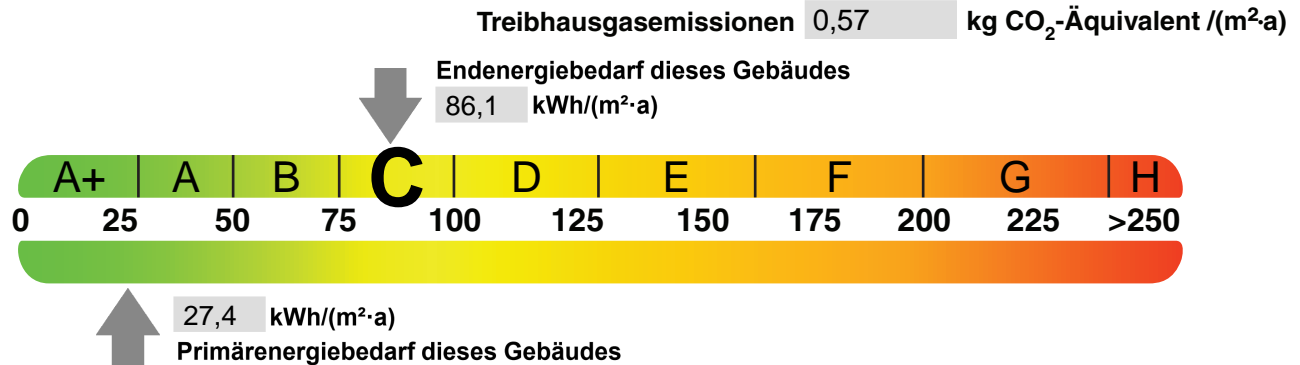 Treibhausgasemissionen 0,57 kg CO₂-Äquivalent /(m²·a)
Endenergiebedarf dieses Gebäudes
86,1 kWh/(m²·a)
A+ A B C D E F G H
0 25 50 75 100 125 150 175 200 225 >250
27,4 kWh/(m²·a)
Primärenergiebedarf dieses Gebäudes